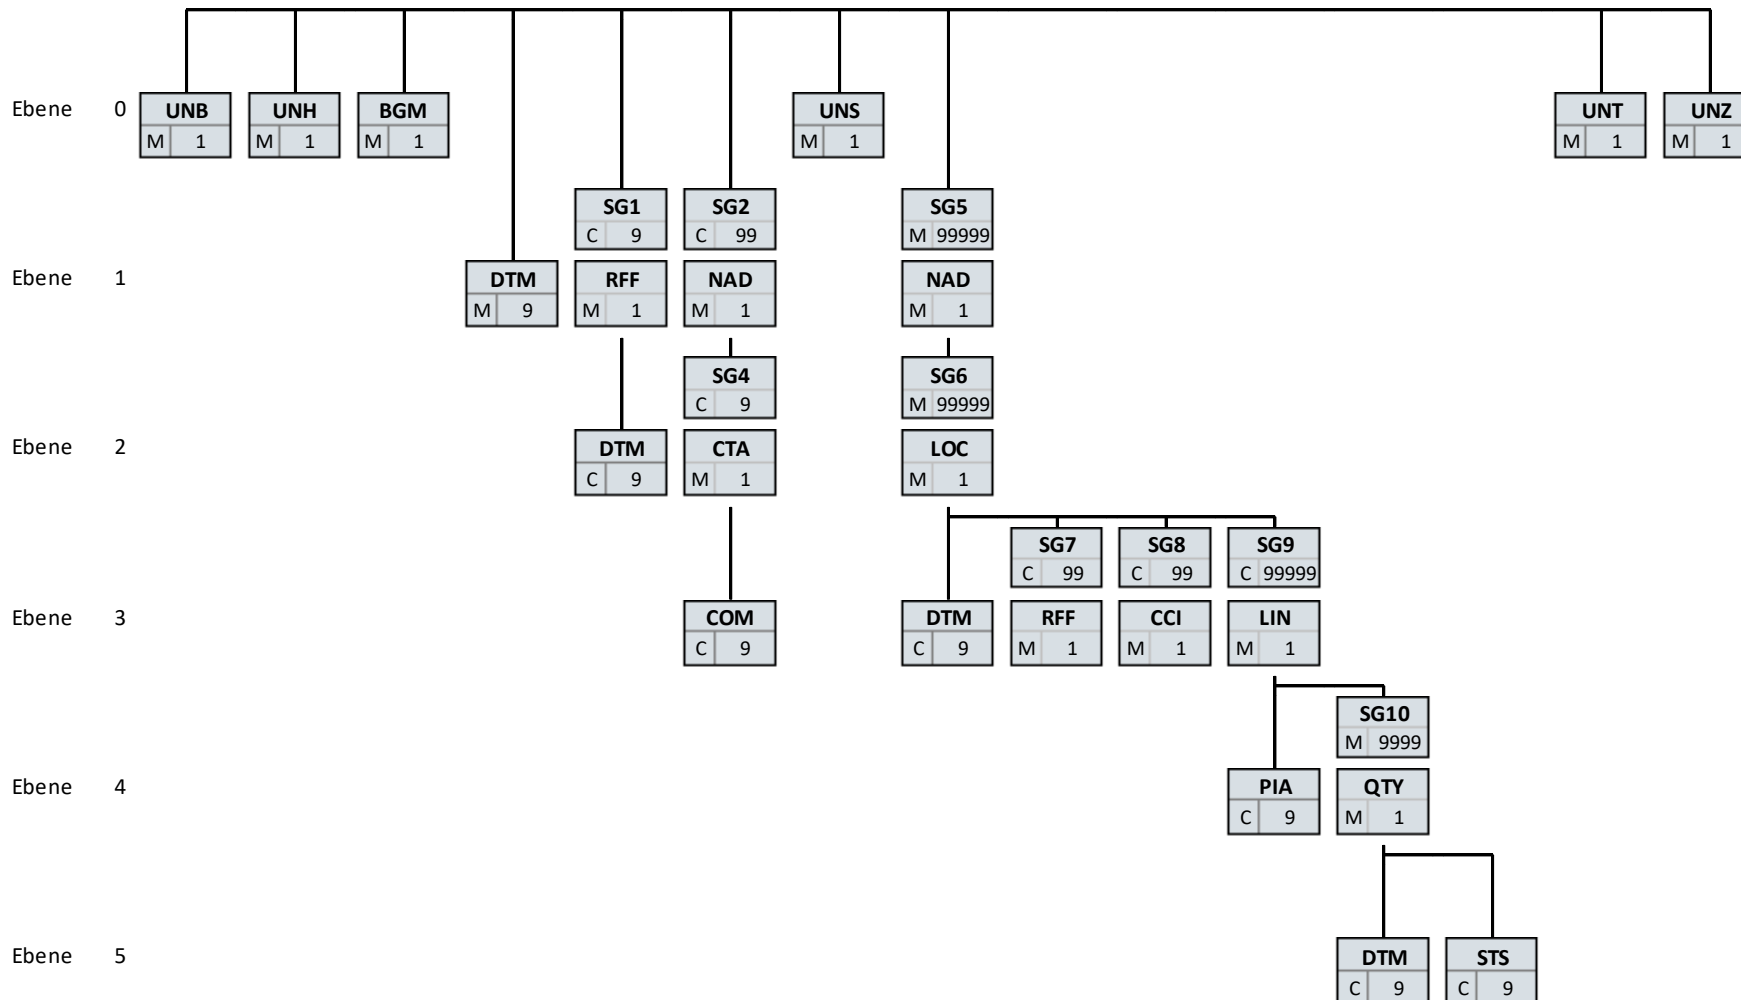 Ebene 0 UNB UNH BGM UNS UNT UNZ
M 1 M 1 M 1 M 1 M 1 M 1
SG1 SG2 SG5
C 9 C 99 M 99999
Ebene 1 DTM RFF NAD NAD
M 9 M 1 M 1 M 1
SG4 SG6
C 9 M 99999
Ebene 2 DTM CTA LOC
C 9 M 1 M 1
SG7 SG8 SG9
C 99 C 99 C 99999
Ebene 3 COM DTM RFF CCI LIN
C 9 C 9 M 1 M 1 M 1
SG10
M 9999
Ebene 4 PIA QTY
C 9 M 1
Ebene 5 DTM STS
C 9 C 9